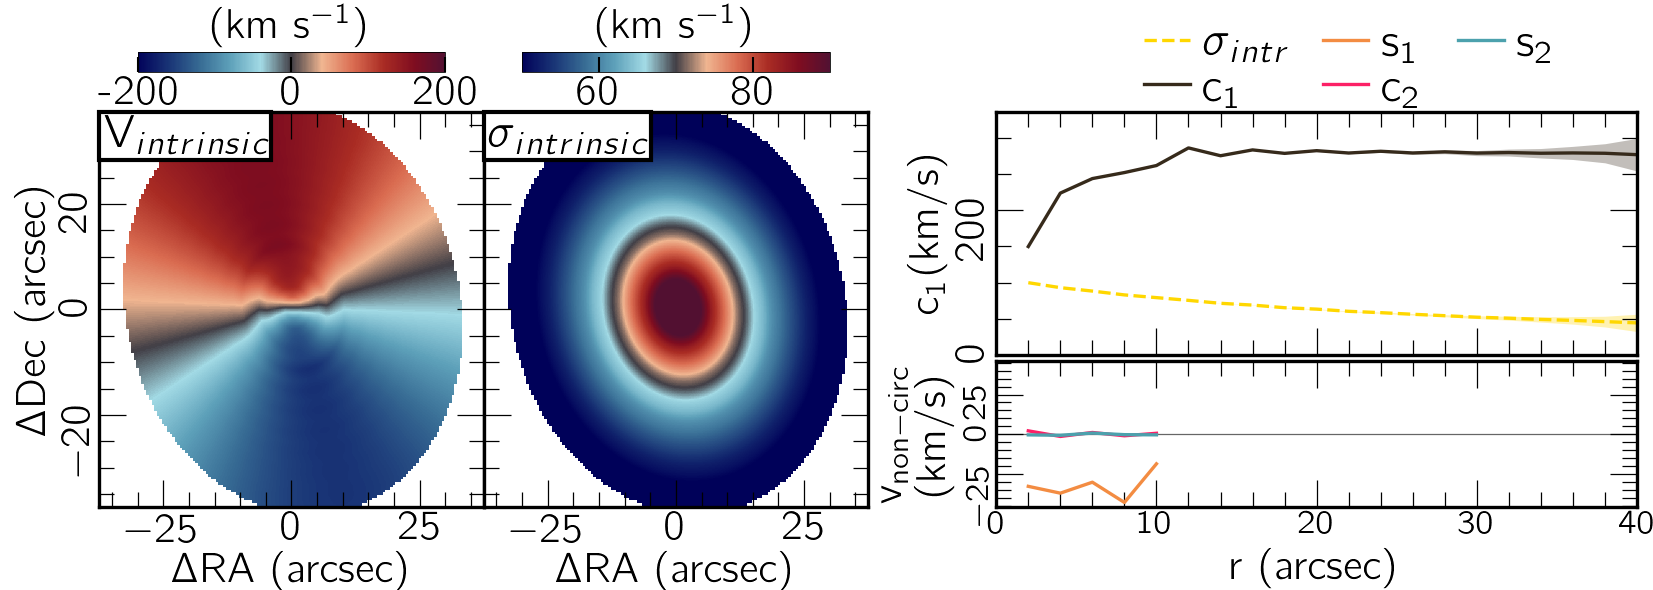 (km s⁻¹)
-200 0 200
(km s⁻¹)
60 80
V_intrinsic
σ_intrinsic
ΔDec (arcsec)
20
0
−20
−25 0 25
ΔRA (arcsec)
−25 0 25
ΔRA (arcsec)
σ_intr s₁ s₂
c₁ c₂
c₁(km/s)
200
0
v_non−circ
(km/s)
25
0
−25
0 10 20 30 40
r (arcsec)